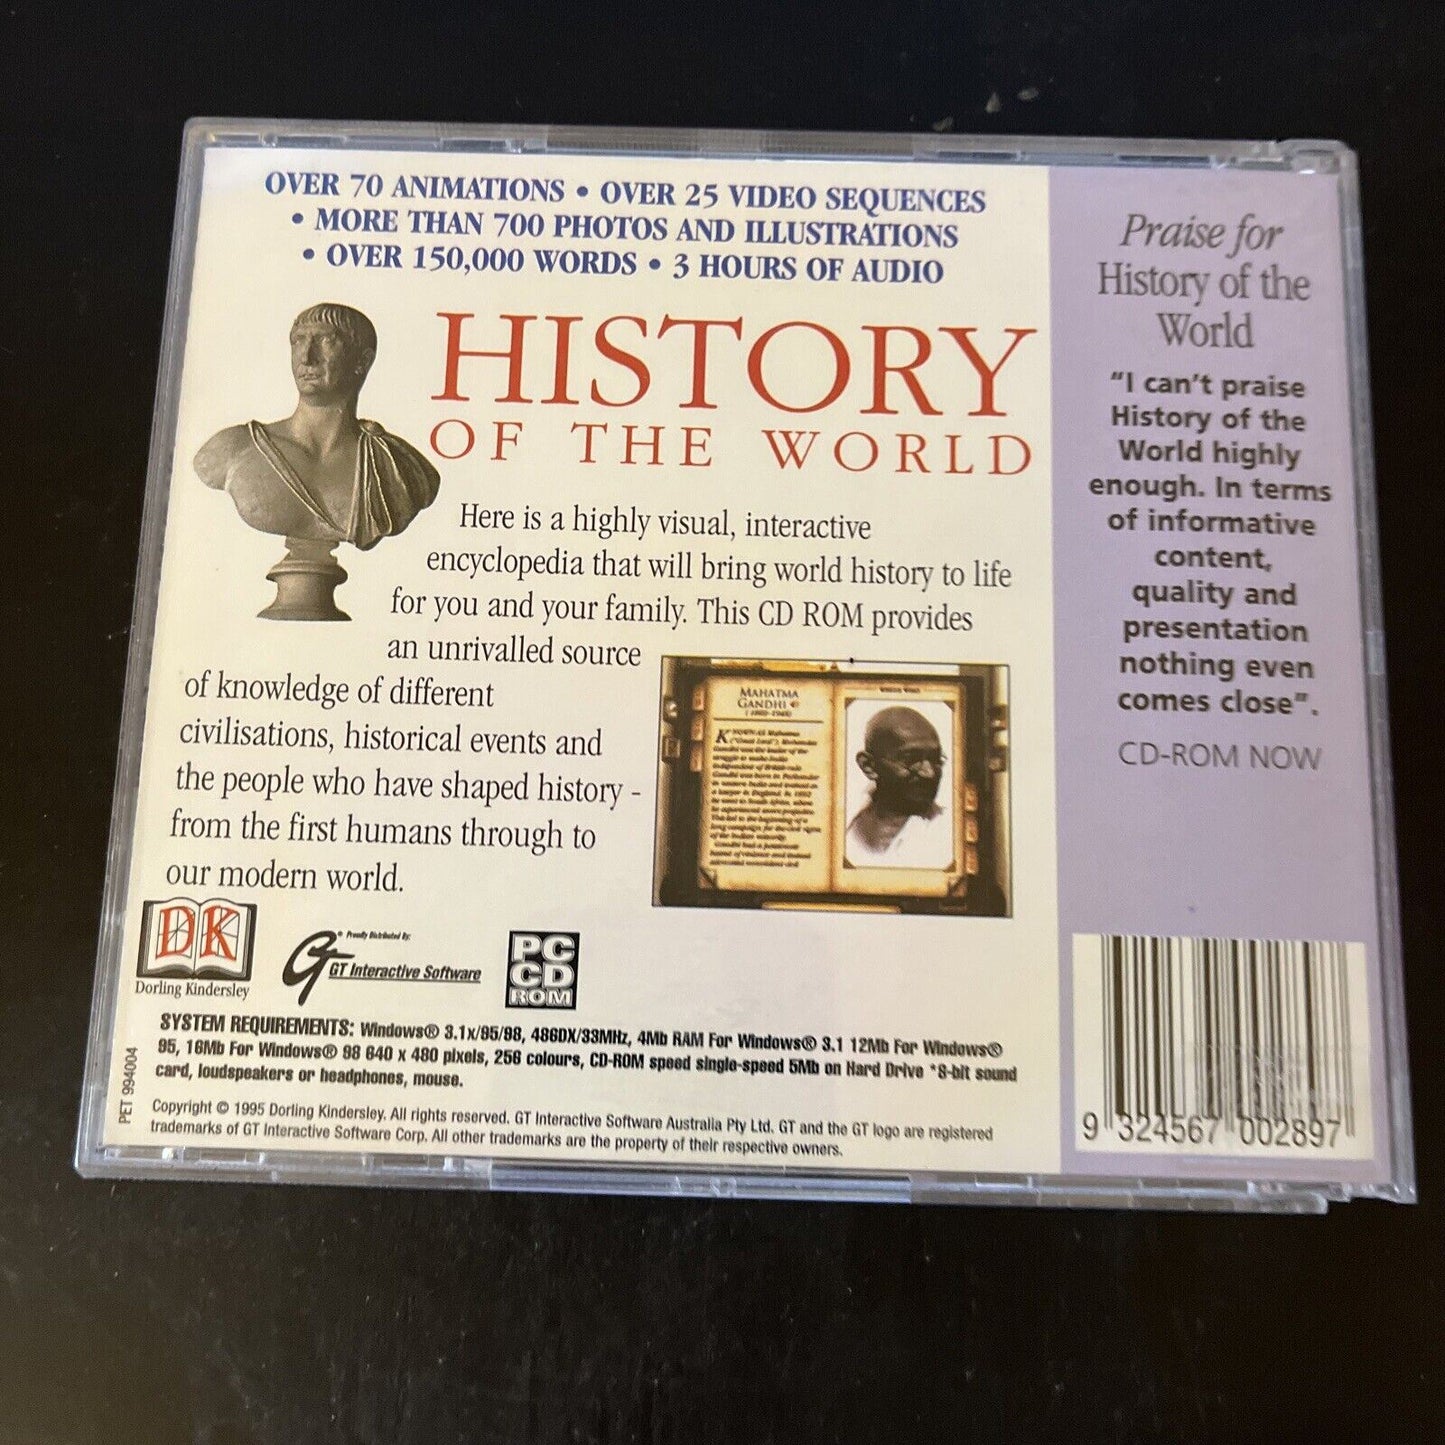 OVER 70 ANIMATIONS • OVER 25 VIDEO SEQUENCES
• MORE THAN 700 PHOTOS AND ILLUSTRATIONS
• OVER 150,000 WORDS • 3 HOURS OF AUDIO
HISTORY
OF THE WORLD
Here is a highly visual, interactive
encyclopedia that will bring world history to life
for you and your family. This CD ROM provides
an unrivalled source
of knowledge of different
civilisations, historical events and
the people who have shaped history -
from the first humans through to
our modern world.
MAHATMA
GANDHI
DK
Dorling Kindersley
® Proudly Distributed By:
GT Interactive Software
PC
CD
ROM
SYSTEM REQUIREMENTS: Windows® 3.1x/95/98, 486DX/33MHz, 4Mb RAM For Windows® 3.1 12Mb For Windows®
95, 16Mb For Windows® 98 640 x 480 pixels, 256 colours, CD-ROM speed single-speed 5Mb on Hard Drive *8-bit sound
card, loudspeakers or headphones, mouse.
Copyright © 1995 Dorling Kindersley. All rights reserved. GT Interactive Software Australia Pty Ltd. GT and the GT logo are registered
trademarks of GT Interactive Software Corp. All other trademarks are the property of their respective owners.
PET 994004
Praise for
History of the
World
"I can't praise
History of the
World highly
enough. In terms
of informative
content,
quality and
presentation
nothing even
comes close".
CD-ROM NOW
9 324567 002897